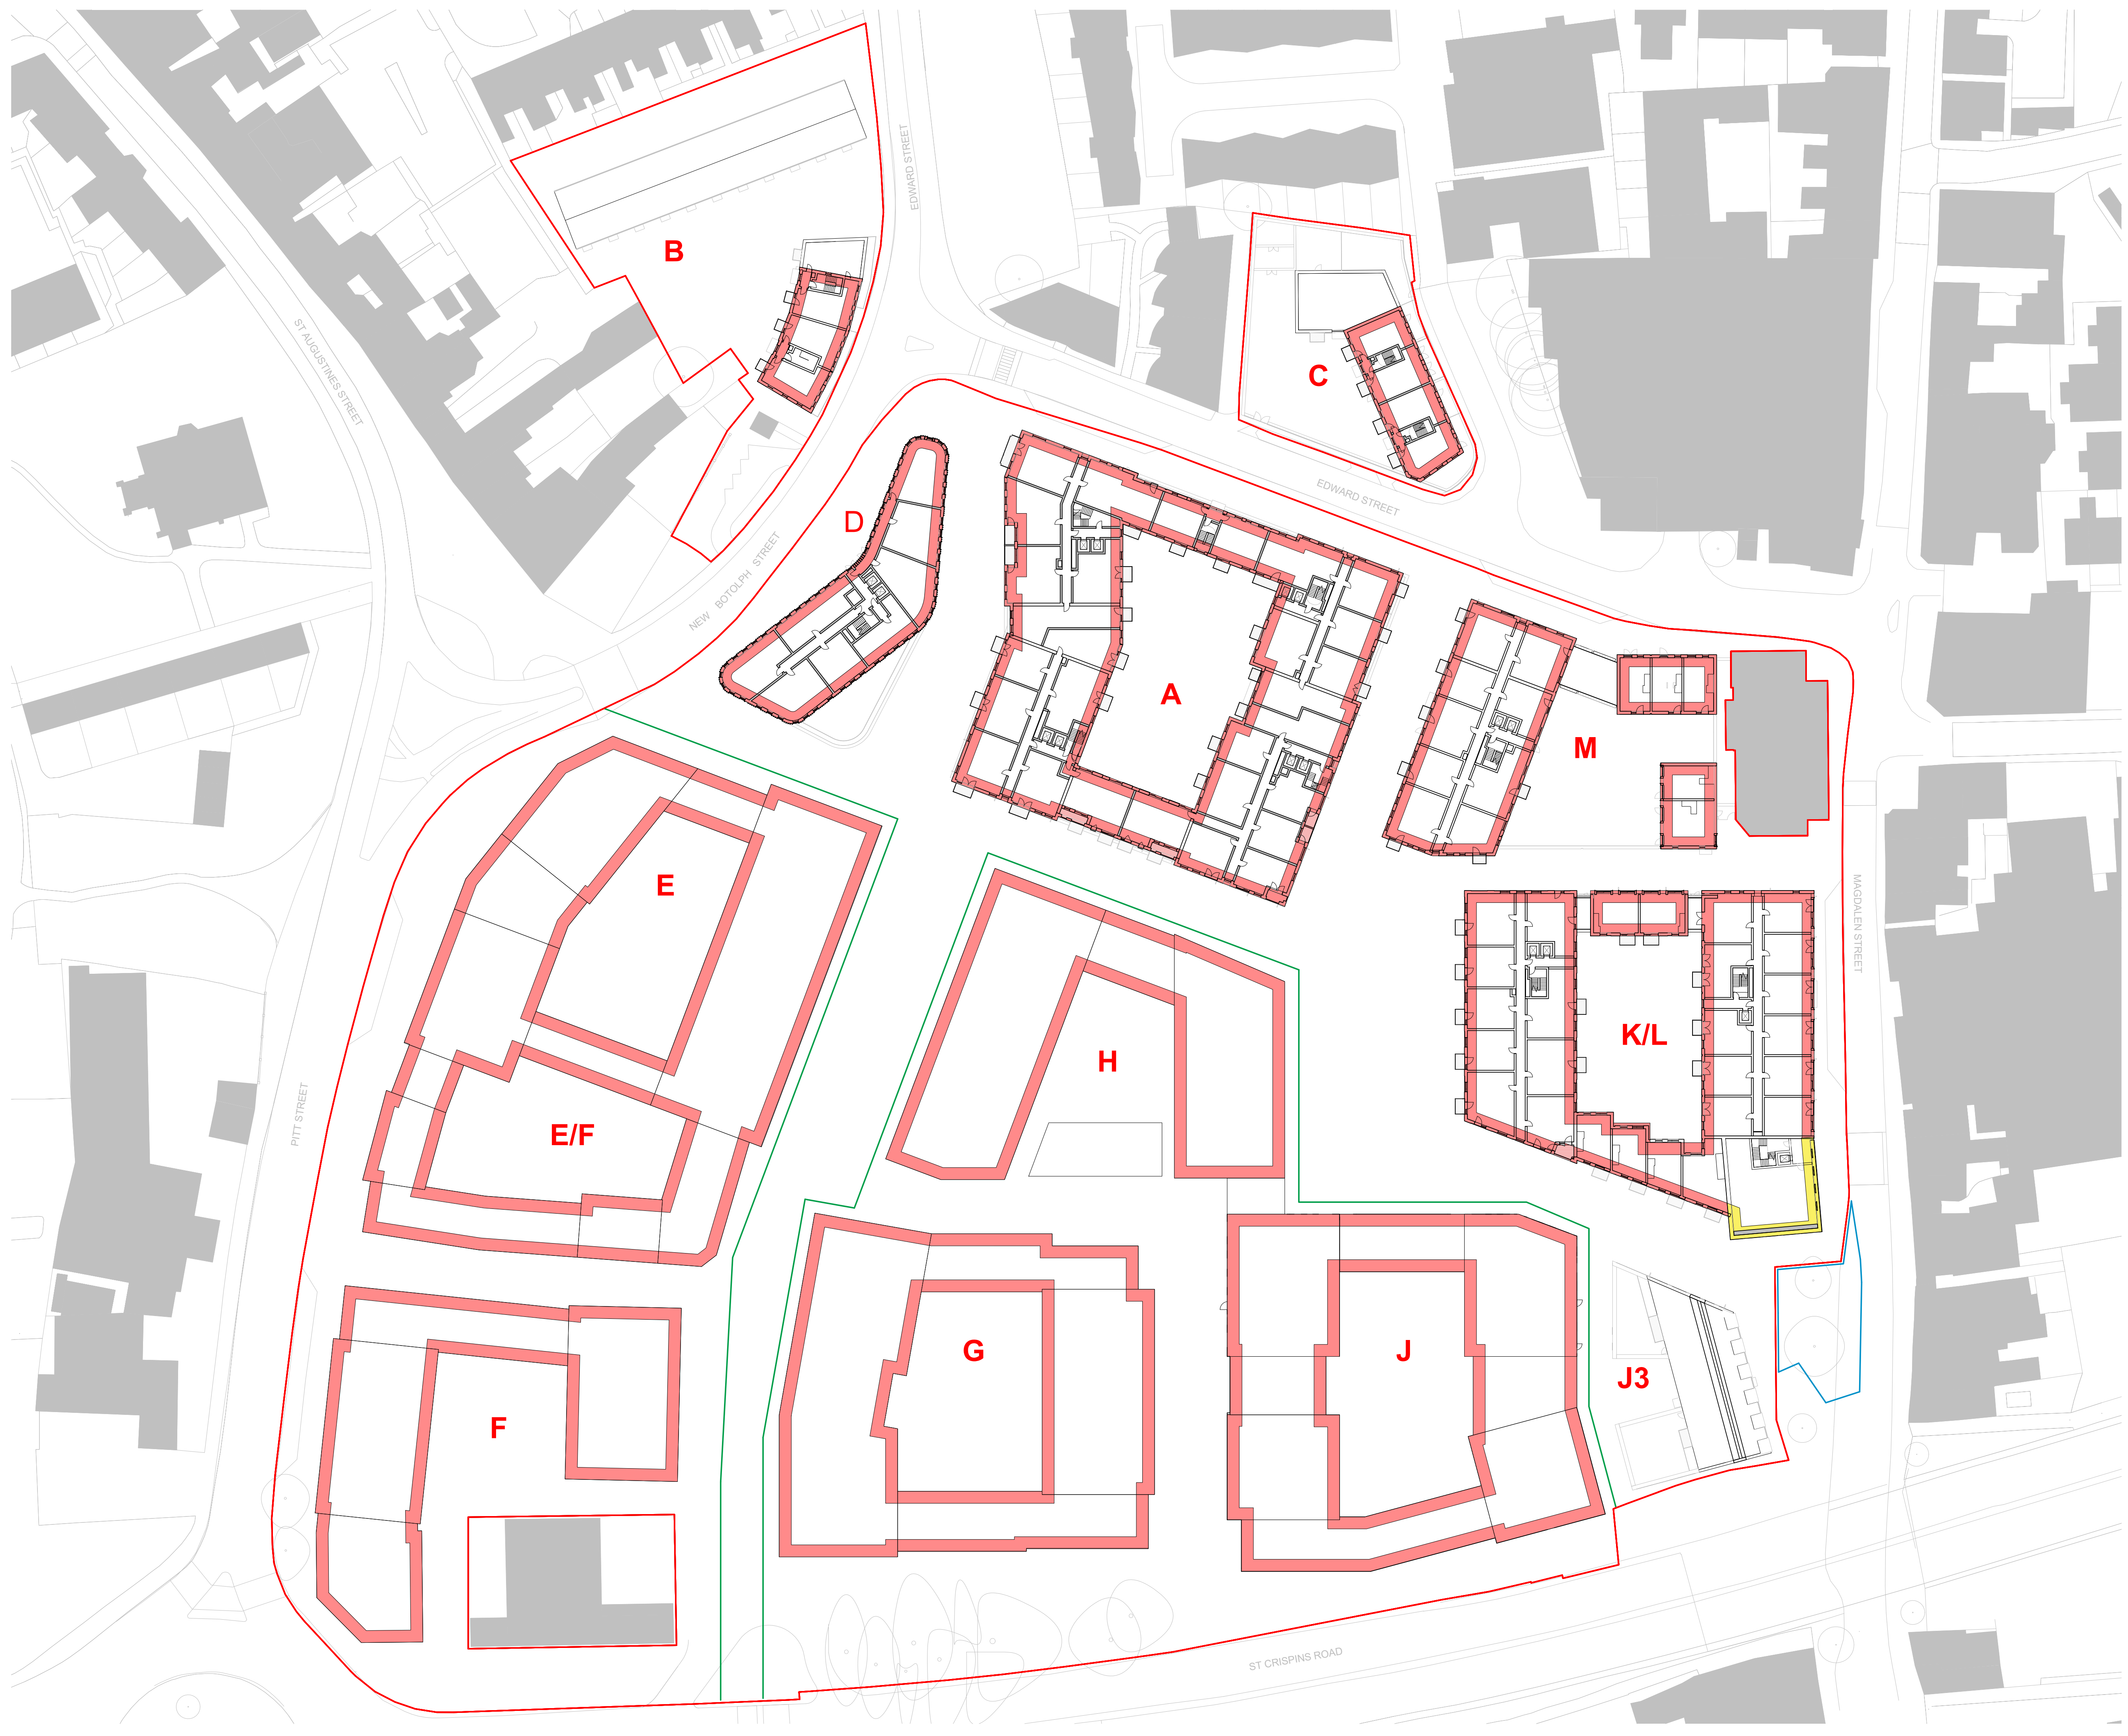 EDWARD STREET
B
ST AUGUSTINES STREET
C
EDWARD STREET
D
NEW BOTOLPH STREET
A
M
E
MAGDALEN STREET
K/L
H
PITT STREET
E/F
G
J
J3
F
ST CRISPINS ROAD